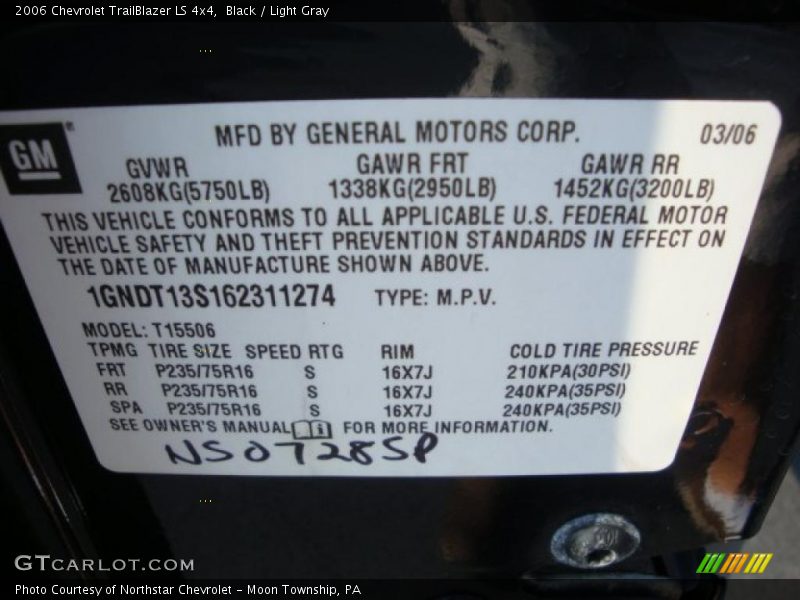 2006 Chevrolet TrailBlazer LS 4x4,  Black / Light Gray
GM®
MFD BY GENERAL MOTORS CORP. 03/06
GVWR GAWR FRT GAWR RR
2608KG(5750LB) 1338KG(2950LB) 1452KG(3200LB)
THIS VEHICLE CONFORMS TO ALL APPLICABLE U.S. FEDERAL MOTOR
VEHICLE SAFETY AND THEFT PREVENTION STANDARDS IN EFFECT ON
THE DATE OF MANUFACTURE SHOWN ABOVE.
1GNDT13S162311274 TYPE: M.P.V.
MODEL: T15506
TPMG TIRE SIZE SPEED RTG RIM COLD TIRE PRESSURE
FRT P235/75R16 S 16X7J 210KPA(30PSI)
RR P235/75R16 S 16X7J 240KPA(35PSI)
SPA P235/75R16 S 16X7J 240KPA(35PSI)
SEE OWNER'S MANUAL FOR MORE INFORMATION.
NS07285P
GTCARLOT.COM
Photo Courtesy of Northstar Chevrolet - Moon Township, PA